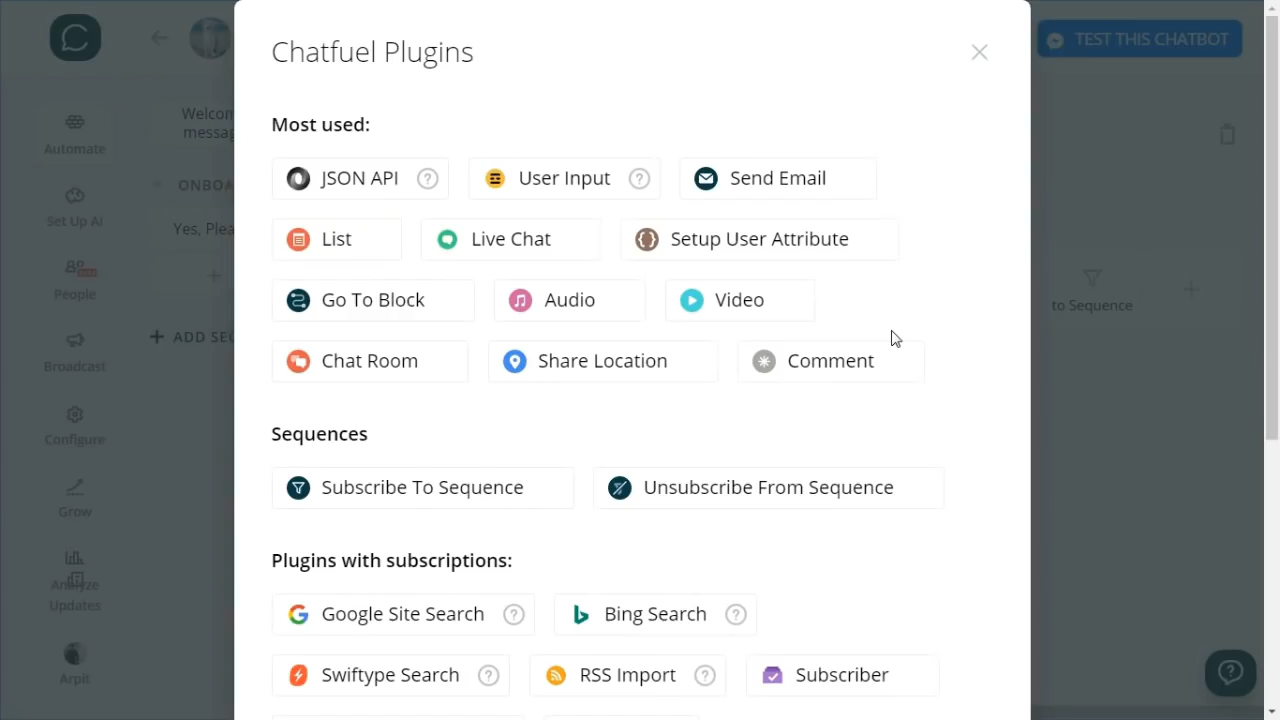 Chatfuel Plugins
TEST THIS CHATBOT
Most used:
JSON API ?
User Input ?
Send Email
List
Live Chat
Setup User Attribute
Go To Block
Audio
Video
Chat Room
Share Location
Comment
Sequences
Subscribe To Sequence
Unsubscribe From Sequence
Plugins with subscriptions:
Google Site Search ?
Bing Search ?
Swiftype Search ?
RSS Import ?
Subscriber
Automate
Set Up AI
People
Broadcast
Configure
Grow
Analyze
Updates
Arpit
Welcom
messag
ONBOA
Yes, Plea
+ ADD SEQ
to Sequence